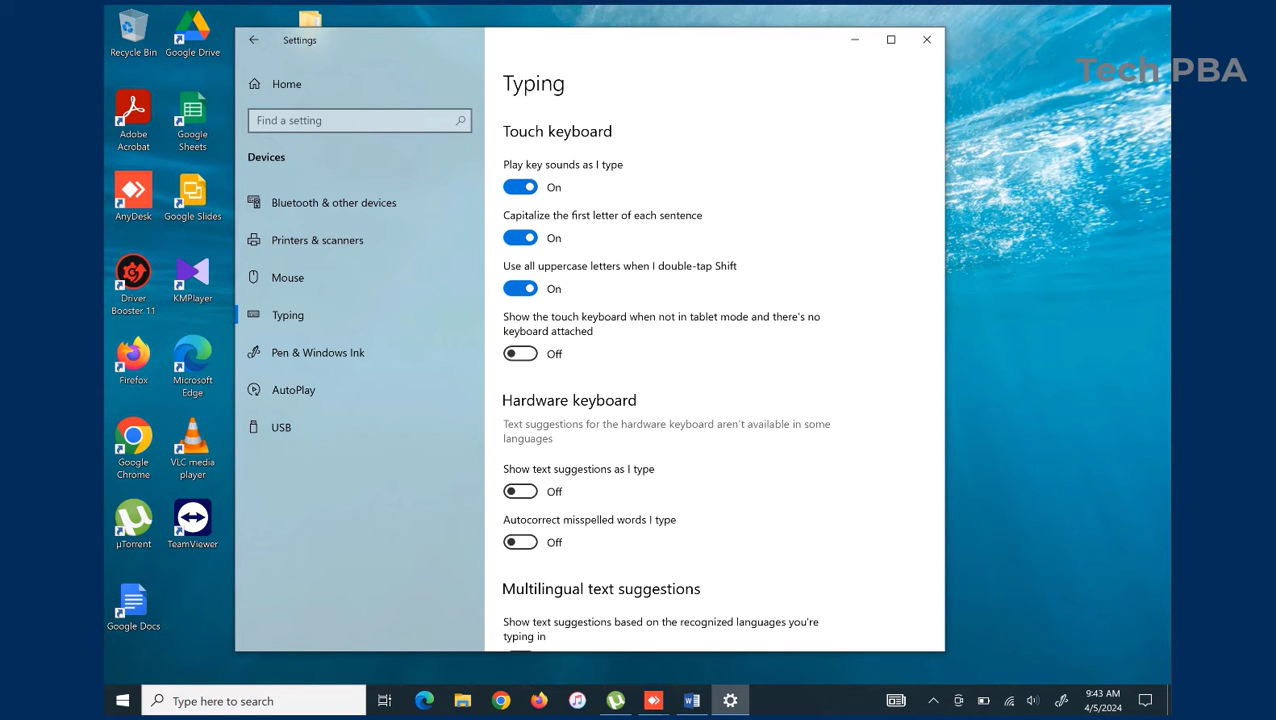 Recycle Bin
Google Drive
Adobe
Acrobat
Google
Sheets
AnyDesk
Google Slides
Driver
Booster 11
KMPlayer
Firefox
Microsoft
Edge
Google
Chrome
VLC media
player
µTorrent
TeamViewer
Google Docs
Settings
Home
Find a setting
Devices
Bluetooth & other devices
Printers & scanners
Mouse
Typing
Pen & Windows Ink
AutoPlay
USB
Typing
Touch keyboard
Play key sounds as I type
On
Capitalize the first letter of each sentence
On
Use all uppercase letters when I double-tap Shift
On
Show the touch keyboard when not in tablet mode and there's no
keyboard attached
Off
Hardware keyboard
Text suggestions for the hardware keyboard aren't available in some
languages
Show text suggestions as I type
Off
Autocorrect misspelled words I type
Off
Multilingual text suggestions
Show text suggestions based on the recognized languages you're
typing in
Tech PBA
Type here to search
9:43 AM
4/5/2024